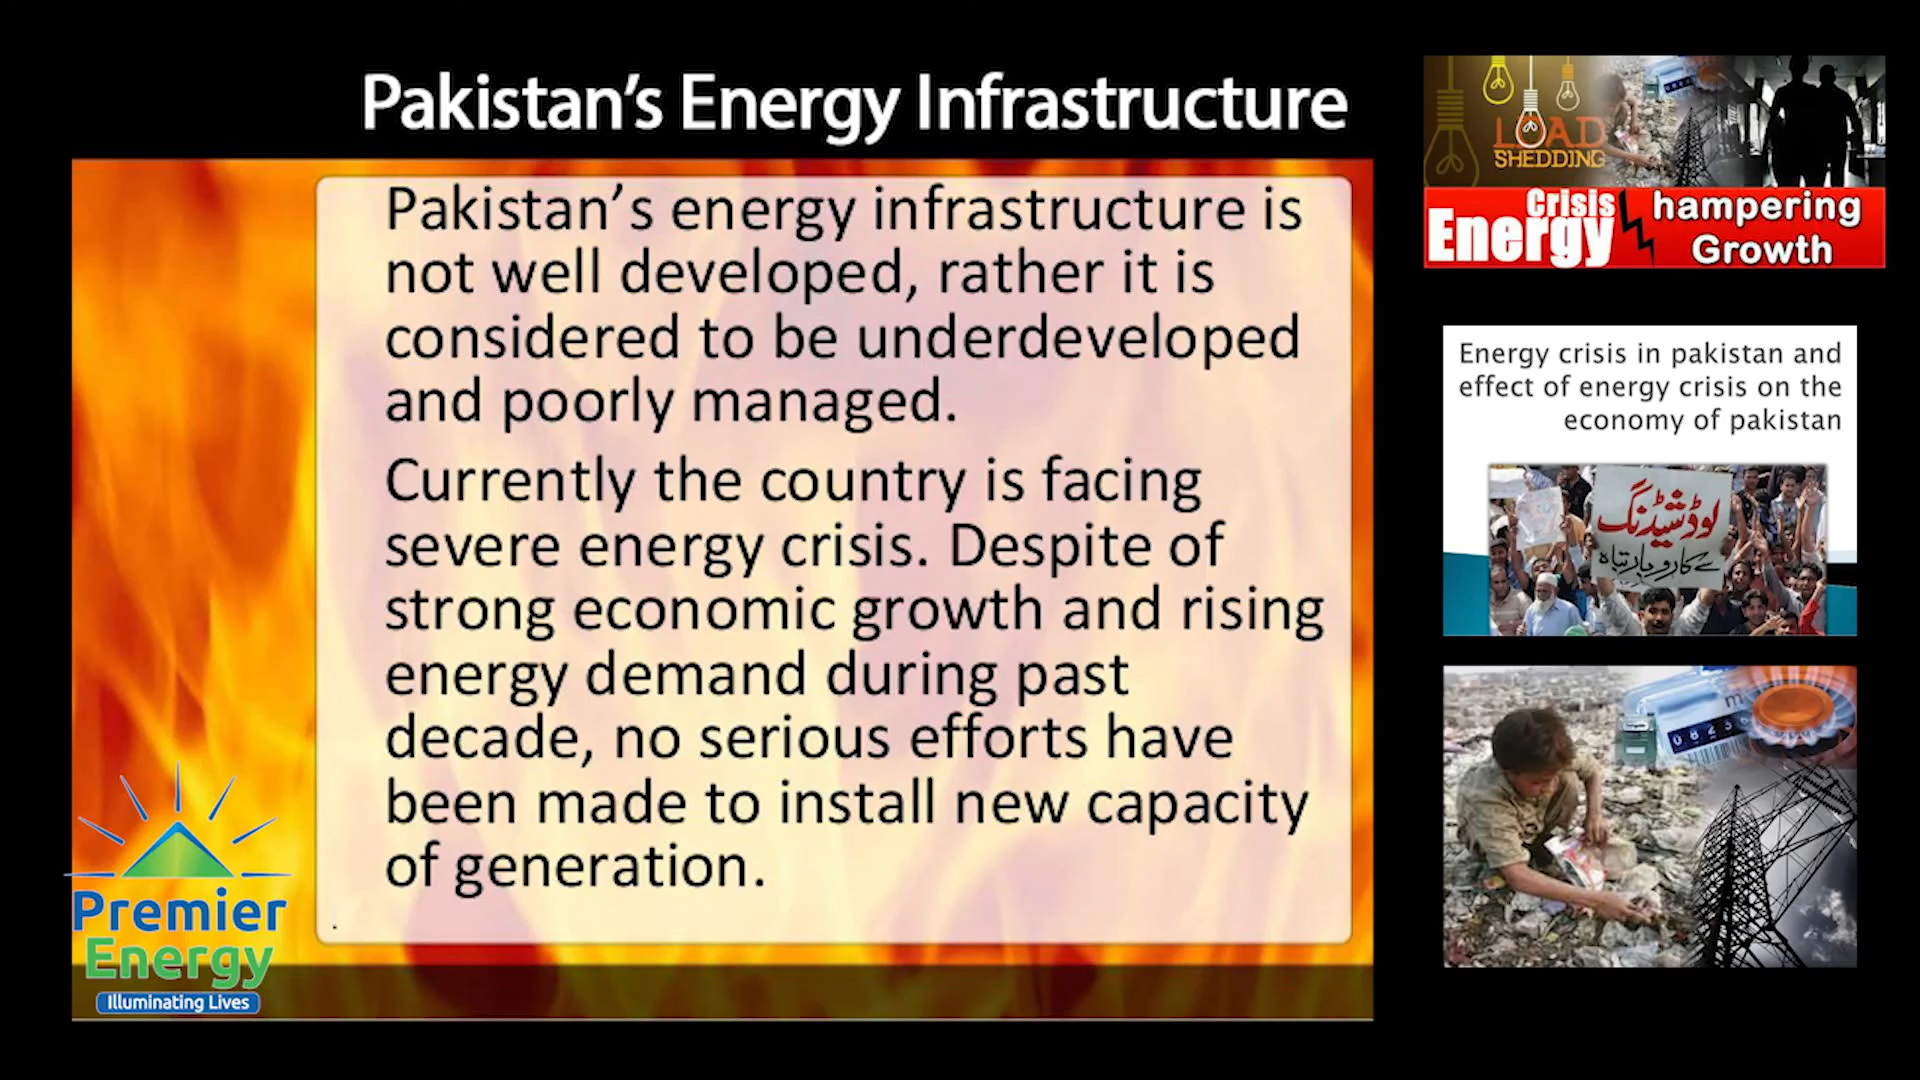 Pakistan's Energy Infrastructure
Pakistan's energy infrastructure is
not well developed, rather it is
considered to be underdeveloped
and poorly managed.
Currently the country is facing
severe energy crisis. Despite of
strong economic growth and rising
energy demand during past
decade, no serious efforts have
been made to install new capacity
of generation.
.
Premier
Energy
Illuminating Lives
LOAD
SHEDDING
Crisis
Energy
hampering
Growth
Energy crisis in pakistan and
effect of energy crisis on the
economy of pakistan
لوڈشیڈنگ
سے کاروبار تباہ
m
0823